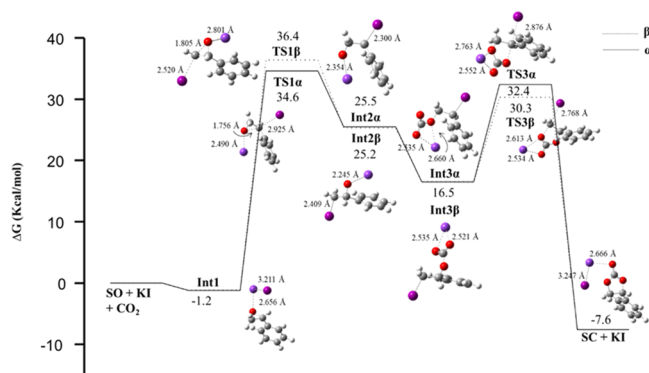 2.801 Å
36.4
TS1β
1.805 Å
2.520 Å
TS1α
34.6
2.300 Å
2.354 Å
25.5
Int2α
Int2β
25.2
1.756 Å
2.490 Å
2.925 Å
2.245 Å
2.409 Å
2.535 Å
2.660 Å
Int3α
16.5
Int3β
2.535 Å
2.521 Å
2.763 Å
2.552 Å
2.876 Å
TS3α
32.4
30.3
TS3β
2.768 Å
2.613 Å
2.534 Å
β
α
ΔG (Kcal/mol)
40
30
20
10
0
-10
SO + KI
+ CO2
Int1
-1.2
3.211 Å
2.656 Å
2.666 Å
3.247 Å
-7.6
SC + KI